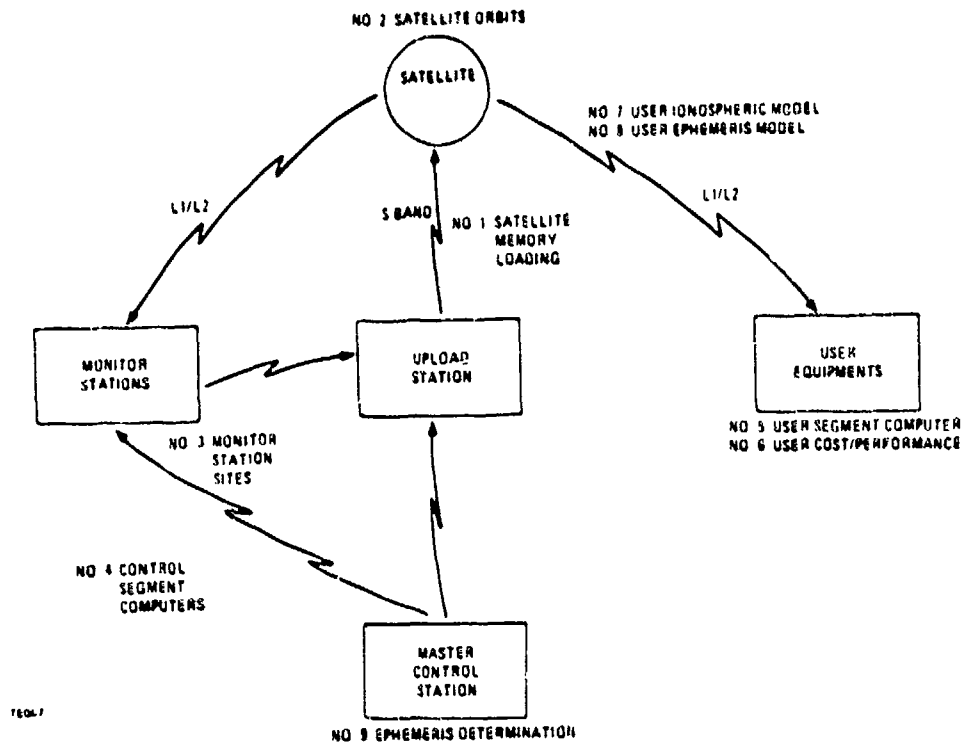 NO 2 SATELLITE ORBITS
SATELLITE
NO 7 USER IONOSPHERIC MODEL
NO 8 USER EPHEMERIS MODEL
L1/L2
S BAND
NO 1 SATELLITE
MEMORY
LOADING
L1/L2
MONITOR
STATIONS
UPLOAD
STATION
USER
EQUIPMENTS
NO 5 USER SEGMENT COMPUTER
NO 6 USER COST/PERFORMANCE
NO 3 MONITOR
STATION
SITES
NO 4 CONTROL
SEGMENT
COMPUTERS
MASTER
CONTROL
STATION
NO 9 EPHEMERIS DETERMINATION